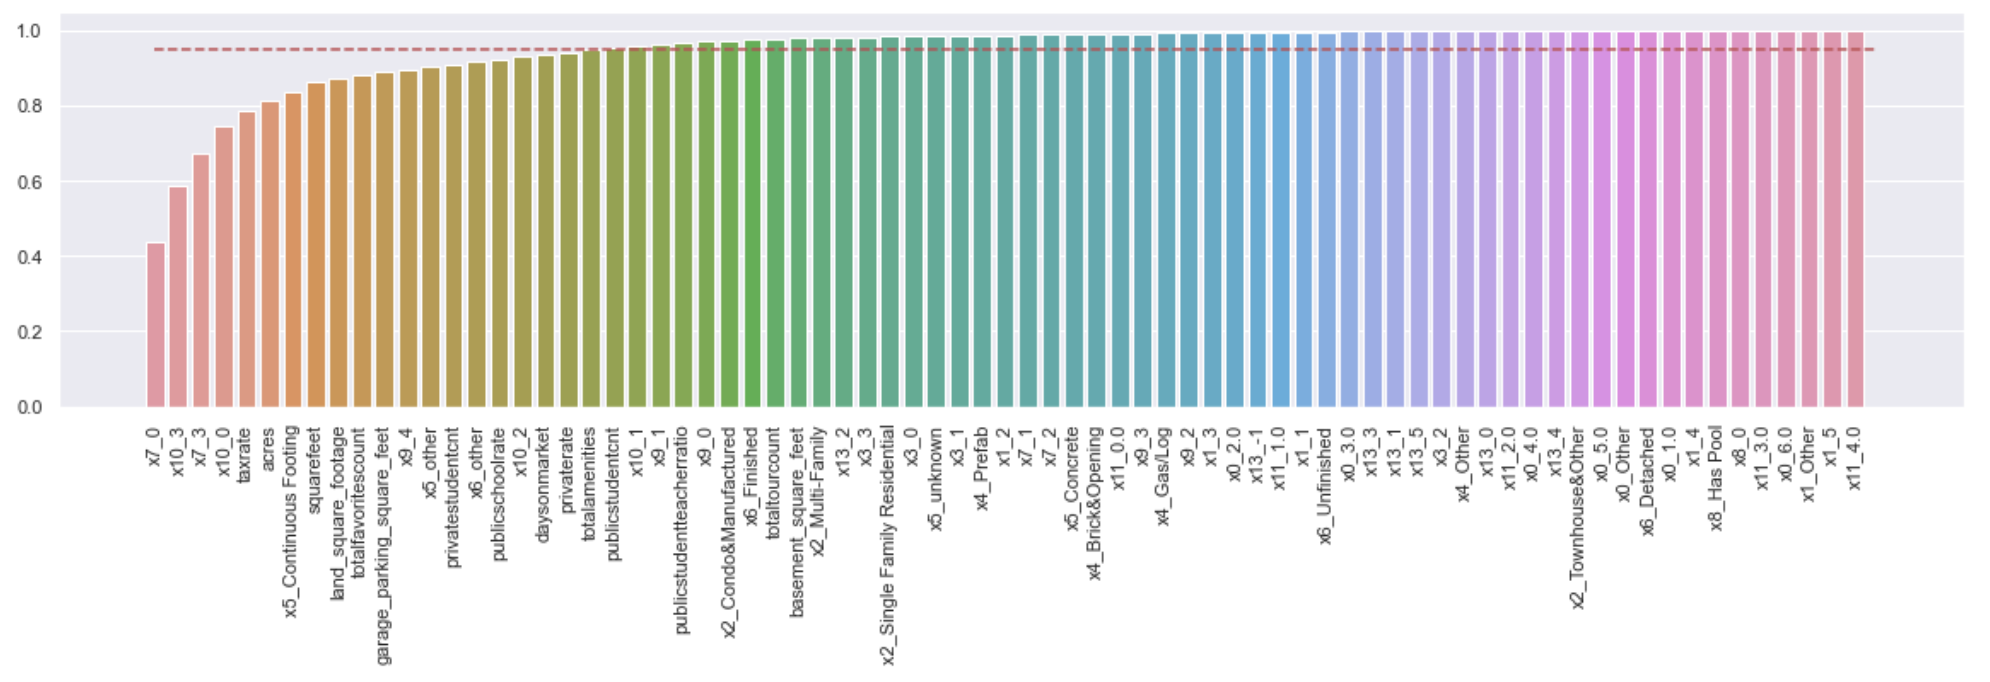 1.0
0.8
0.6
0.4
0.2
0.0
x7_0
x10_3
x7_3
x10_0
taxrate
acres
x5_Continuous Footing
squarefeet
land_square_footage
totalfavoritescount
garage_parking_square_feet
x9_4
x5_other
privatestudentcnt
x6_other
publicschoolrate
x10_2
daysonmarket
privaterate
totalamenities
publicstudentcnt
x10_1
x9_1
publicstudentteacherratio
x9_0
x2_Condo&Manufactured
x6_Finished
totaltourcount
basement_square_feet
x2_Multi-Family
x13_2
x3_3
x2_Single Family Residential
x3_0
x5_unknown
x3_1
x4_Prefab
x1_2
x7_1
x7_2
x5_Concrete
x4_Brick&Opening
x11_0.0
x9_3
x4_Gas/Log
x9_2
x1_3
x0_2.0
x13_-1
x11_1.0
x1_1
x6_Unfinished
x0_3.0
x13_3
x13_1
x13_5
x3_2
x4_Other
x13_0
x11_2.0
x0_4.0
x13_4
x2_Townhouse&Other
x0_5.0
x0_Other
x6_Detached
x0_1.0
x1_4
x8_Has Pool
x8_0
x11_3.0
x0_6.0
x1_Other
x1_5
x11_4.0